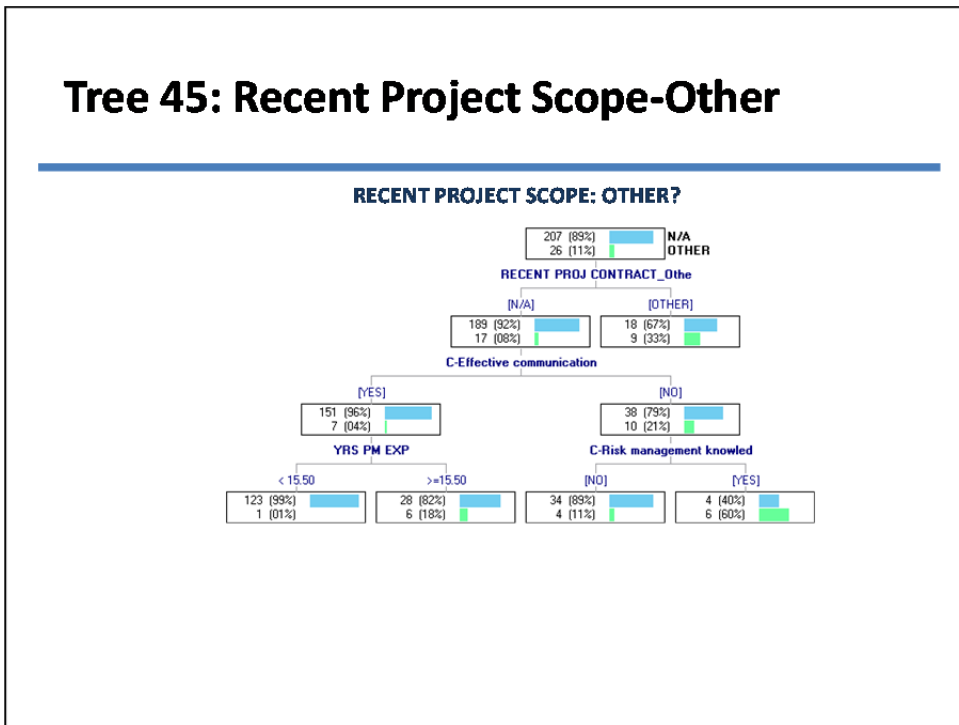 Tree 45: Recent Project Scope-Other
RECENT PROJECT SCOPE: OTHER?
207 (89%) N/A
26 (11%) OTHER
RECENT PROJ CONTRACT_Othe
[N/A] [OTHER]
189 (92%) 18 (67%)
17 (08%) 9 (33%)
C-Effective communication
[YES] [NO]
151 (96%) 38 (79%)
7 (04%) 10 (21%)
YRS PM EXP C-Risk management knowled
< 15.50 >=15.50 [NO] [YES]
123 (99%) 28 (82%) 34 (89%) 4 (40%)
1 (01%) 6 (18%) 4 (11%) 6 (60%)